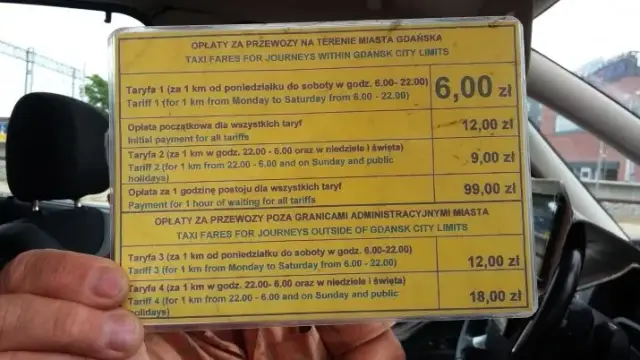 OPŁATY ZA PRZEWOZY NA TERENIE MIASTA GDAŃSKA
TAXI FARES FOR JOURNEYS WITHIN GDANSK CITY LIMITS
Taryfa 1 (za 1 km od poniedziałku do soboty w godz. 6.00- 22.00)
Tariff 1 (for 1 km from Monday to Saturday from 6.00 - 22.00)
6,00 zł
Opłata początkowa dla wszystkich taryf
Initial payment for all tariffs
12,00 zł
Taryfa 2 (za 1 km w godz. 22.00 - 6.00 oraz w niedziele i święta)
Tariff 2 (for 1 km from 22.00 - 6.00 and on Sunday and public
holidays)
9,00 zł
Opłata za 1 godzinę postoju dla wszystkich taryf
Payment for 1 hour of waiting for all tariffs
99,00 zł
OPŁATY ZA PRZEWOZY POZA GRANICAMI ADMINISTRACYJNYMI MIASTA
TAXI FARES FOR JOURNEYS OUTSIDE OF GDANSK CITY LIMITS
Taryfa 3 (za 1 km od poniedziałku do soboty w godz. 6.00-22.00)
Tariff 3 (for 1 km from Monday to Saturday from 6.00 - 22.00)
12,00 zł
Taryfa 4 (za 1 km w godz. 22.00- 6.00 oraz w niedziele i święta)
Tariff 4 (for 1 km from 22.00 - 6.00 and on Sunday and public
holidays)
18,00 zł